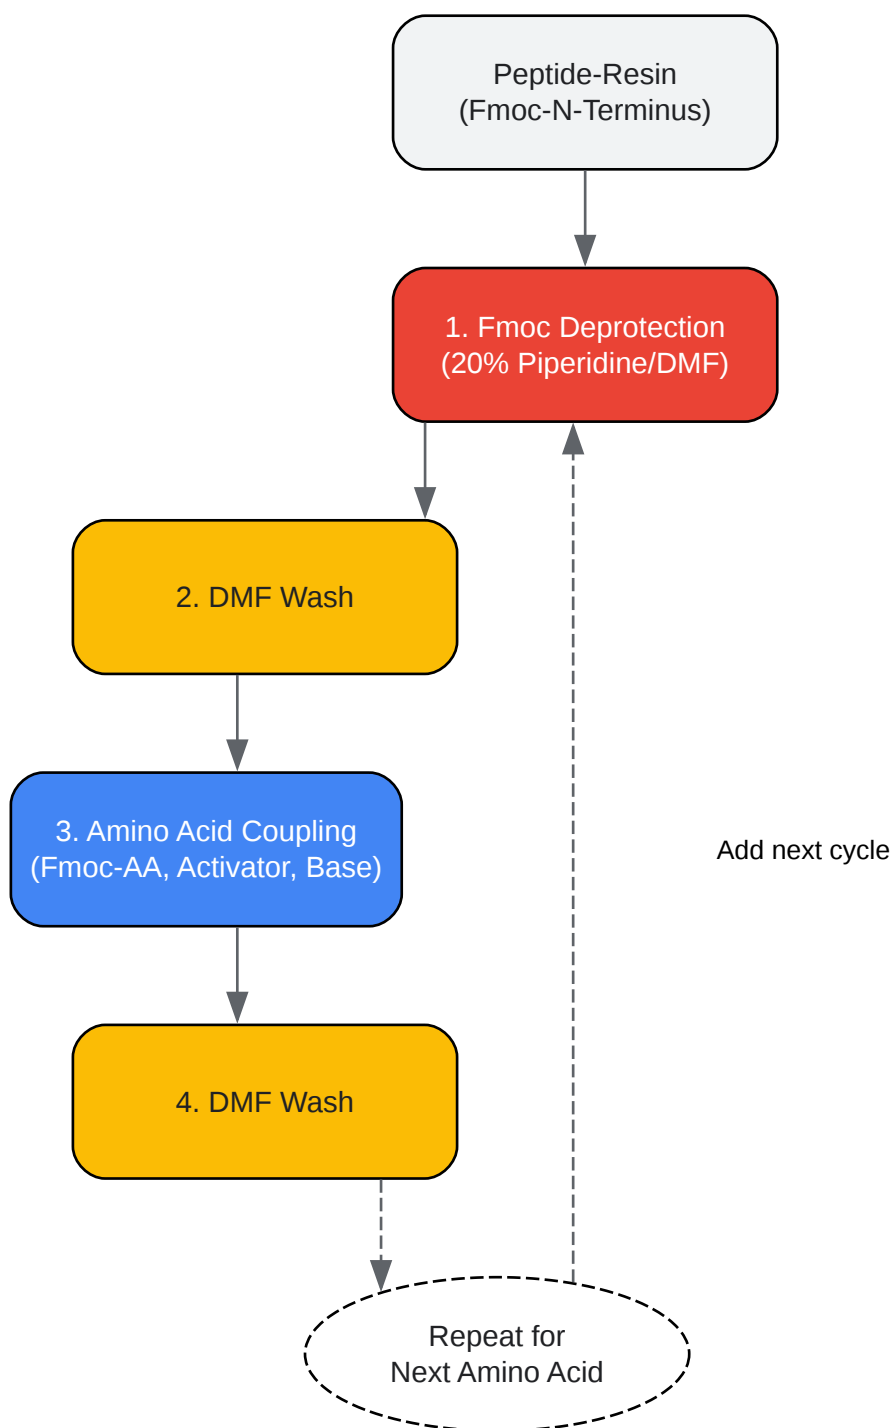 Peptide-Resin
(Fmoc-N-Terminus)
1. Fmoc Deprotection
(20% Piperidine/DMF)
2. DMF Wash
3. Amino Acid Coupling
(Fmoc-AA, Activator, Base)
Add next cycle
4. DMF Wash
Repeat for
Next Amino Acid